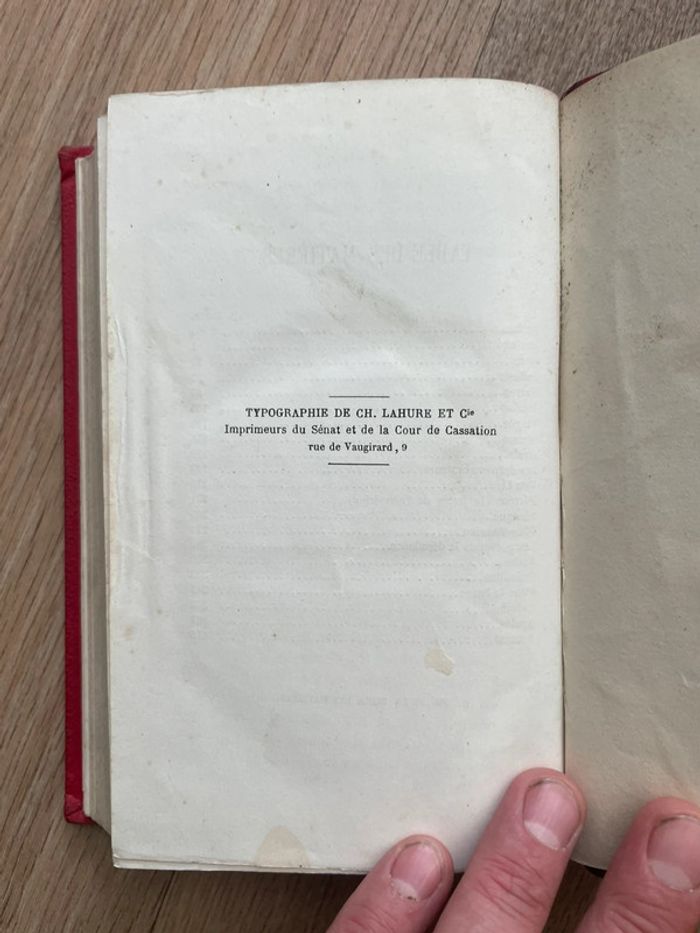 TYPOGRAPHIE DE CH. LAHURE ET Cie
Imprimeurs du Sénat et de la Cour de Cassation
rue de Vaugirard, 9